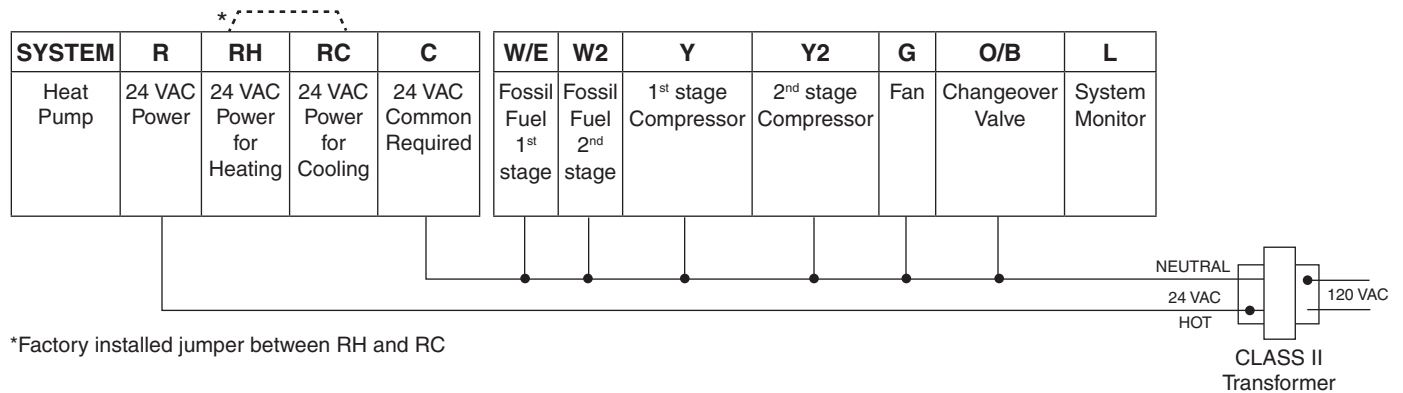 *
SYSTEM R RH RC C W/E W2 Y Y2 G O/B L
Heat Pump
24 VAC Power
24 VAC Power for Heating
24 VAC Power for Cooling
24 VAC Common Required
Fossil Fuel 1st stage
Fossil Fuel 2nd stage
1st stage Compressor
2nd stage Compressor
Fan
Changeover Valve
System Monitor
NEUTRAL
24 VAC
HOT
120 VAC
*Factory installed jumper between RH and RC
CLASS II
Transformer